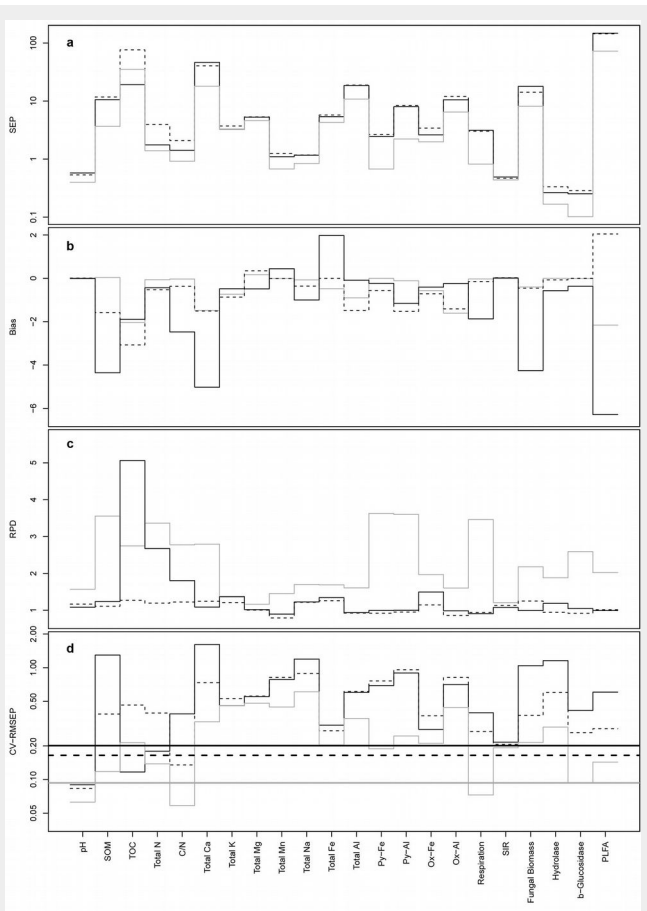 a
SEP
100
10
1
0.1
b
Bias
2
0
−2
−4
−6
c
RPD
5
4
3
2
1
d
CV−RMSEP
2.00
1.00
0.50
0.20
0.10
0.05
pH
SOM
TOC
Total N
C/N
Total Ca
Total K
Total Mg
Total Mn
Total Na
Total Fe
Total Al
Py−Fe
Py−Al
Ox−Fe
Ox−Al
Respiration
SIR
Fungal Biomass
Hydrolase
b−Glucosidase
PLFA